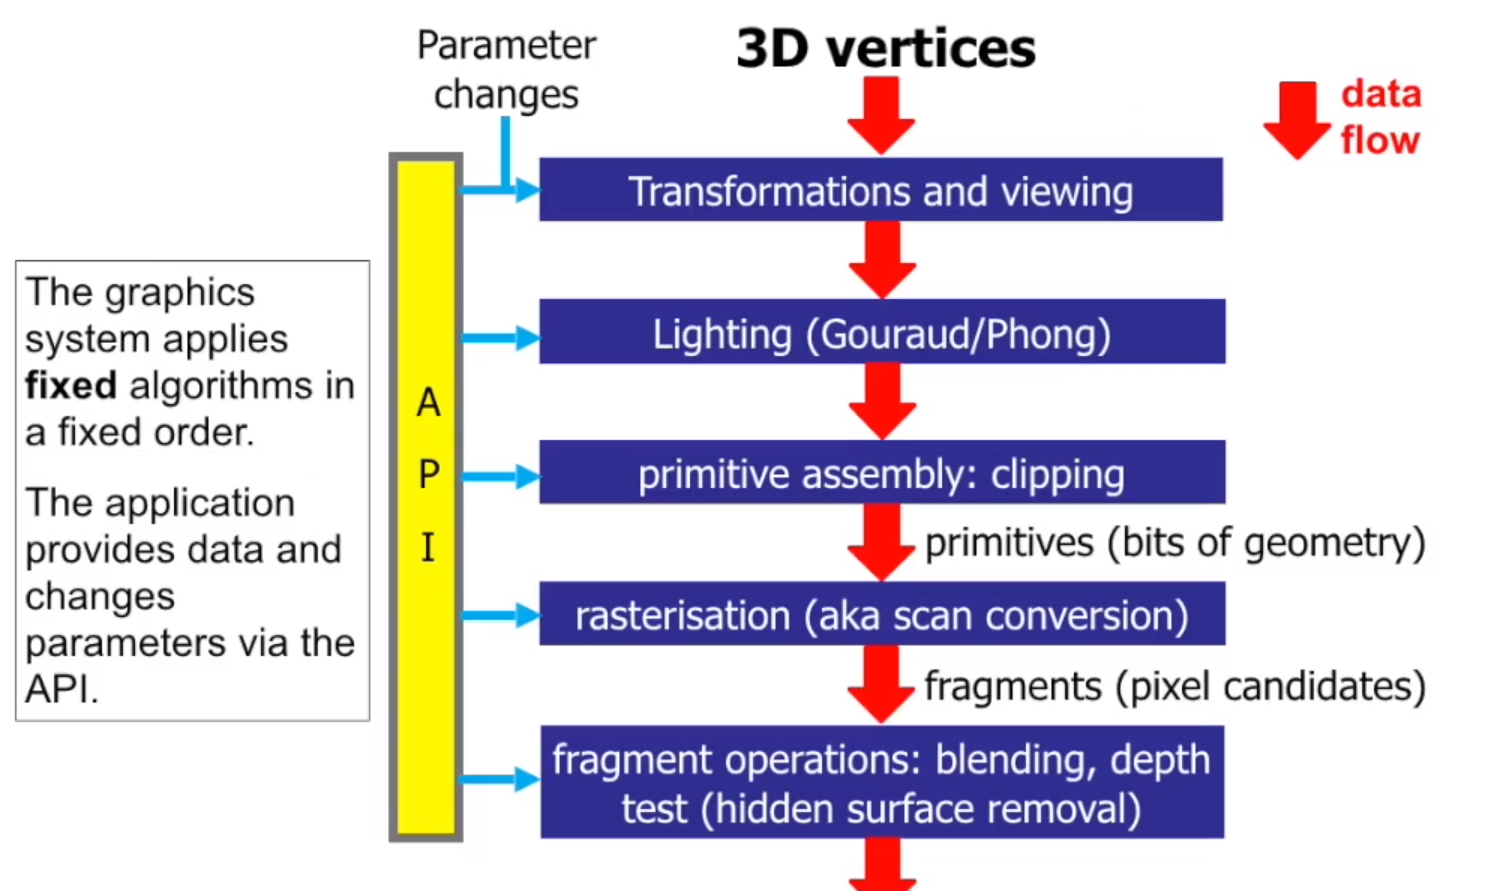 Parameter
changes
3D vertices
data
flow
Transformations and viewing
The graphics
system applies
fixed algorithms in
a fixed order.
The application
provides data and
changes
parameters via the
API.
A
P
I
Lighting (Gouraud/Phong)
primitive assembly: clipping
primitives (bits of geometry)
rasterisation (aka scan conversion)
fragments (pixel candidates)
fragment operations: blending, depth
test (hidden surface removal)